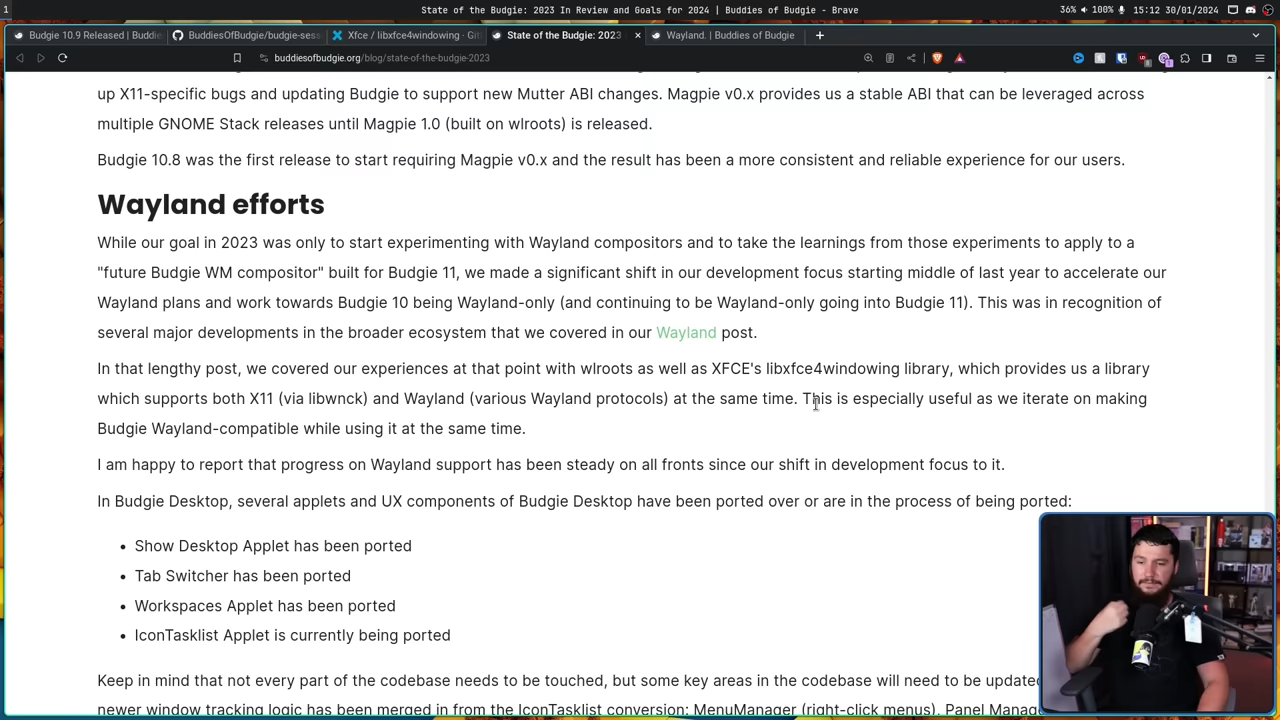 1
State of the Budgie: 2023 In Review and Goals for 2024 | Buddies of Budgie - Brave
36% 100% 15:12 30/01/2024
Budgie 10.9 Released | Buddie
BuddiesOfBudgie/budgie-sess
Xfce / libxfce4windowing · Git
State of the Budgie: 2023
Wayland. | Buddies of Budgie
buddiesofbudgie.org/blog/state-of-the-budgie-2023
up X11-specific bugs and updating Budgie to support new Mutter ABI changes. Magpie v0.x provides us a stable ABI that can be leveraged across
multiple GNOME Stack releases until Magpie 1.0 (built on wlroots) is released.
Budgie 10.8 was the first release to start requiring Magpie v0.x and the result has been a more consistent and reliable experience for our users.
Wayland efforts
While our goal in 2023 was only to start experimenting with Wayland compositors and to take the learnings from those experiments to apply to a
"future Budgie WM compositor" built for Budgie 11, we made a significant shift in our development focus starting middle of last year to accelerate our
Wayland plans and work towards Budgie 10 being Wayland-only (and continuing to be Wayland-only going into Budgie 11). This was in recognition of
several major developments in the broader ecosystem that we covered in our Wayland post.
In that lengthy post, we covered our experiences at that point with wlroots as well as XFCE's libxfce4windowing library, which provides us a library
which supports both X11 (via libwnck) and Wayland (various Wayland protocols) at the same time. This is especially useful as we iterate on making
Budgie Wayland-compatible while using it at the same time.
I am happy to report that progress on Wayland support has been steady on all fronts since our shift in development focus to it.
In Budgie Desktop, several applets and UX components of Budgie Desktop have been ported over or are in the process of being ported:
• Show Desktop Applet has been ported
• Tab Switcher has been ported
• Workspaces Applet has been ported
• IconTasklist Applet is currently being ported
Keep in mind that not every part of the codebase needs to be touched, but some key areas in the codebase will need to be updated
newer window tracking logic has been merged in from the IconTasklist conversion: MenuManager (right-click menus), Panel Manage